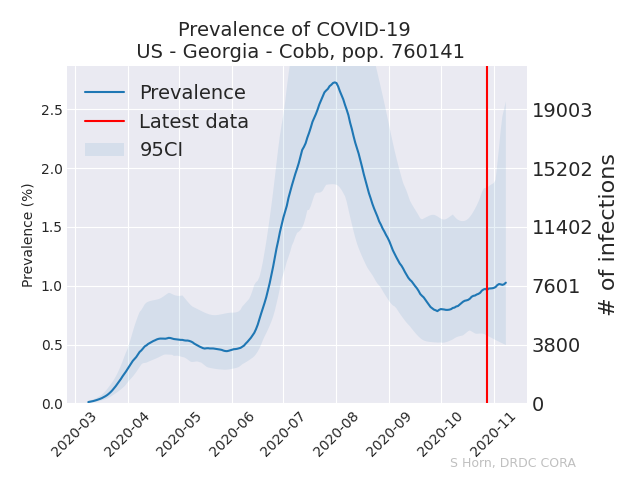 Prevalence of COVID-19
US - Georgia - Cobb, pop. 760141
Prevalence
Latest data
95CI
Prevalence (%)
2.5
2.0
1.5
1.0
0.5
0.0
19003
15202
11402
7601
3800
0
# of infections
2020-03
2020-04
2020-05
2020-06
2020-07
2020-08
2020-09
2020-10
2020-11
S Horn, DRDC CORA